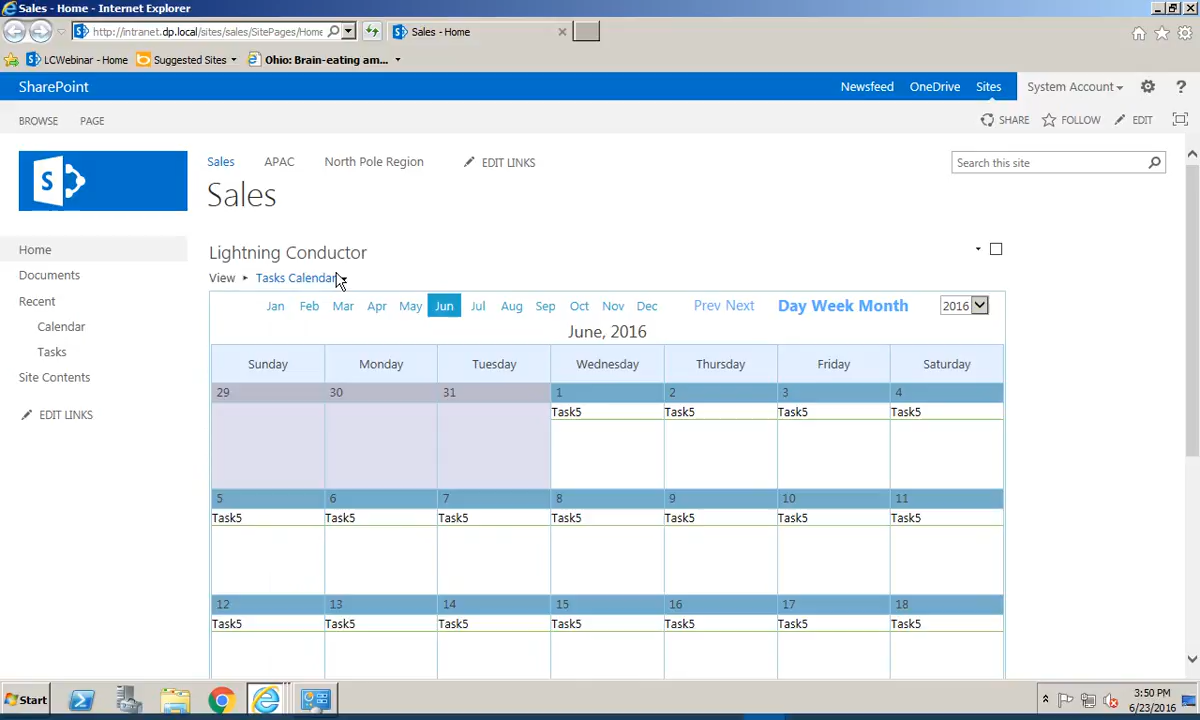 Sales - Home - Internet Explorer
http://intranet.dp.local/sites/sales/SitePages/Home
Sales - Home
LCWebinar - Home
Suggested Sites
Ohio: Brain-eating am...
SharePoint
Newsfeed OneDrive Sites System Account ?
BROWSE PAGE
SHARE FOLLOW EDIT
S
Sales APAC North Pole Region EDIT LINKS
Search this site
Sales
Home
Documents
Recent
Calendar
Tasks
Site Contents
EDIT LINKS
Lightning Conductor
View Tasks Calendar
Jan Feb Mar Apr May Jun Jul Aug Sep Oct Nov Dec Prev Next Day Week Month 2016
June, 2016
Sunday Monday Tuesday Wednesday Thursday Friday Saturday
29 30 31 1 2 3 4
Task5 Task5 Task5 Task5
5 6 7 8 9 10 11
Task5 Task5 Task5 Task5 Task5 Task5 Task5
12 13 14 15 16 17 18
Task5 Task5 Task5 Task5 Task5 Task5 Task5
Start
3:50 PM
6/23/2016